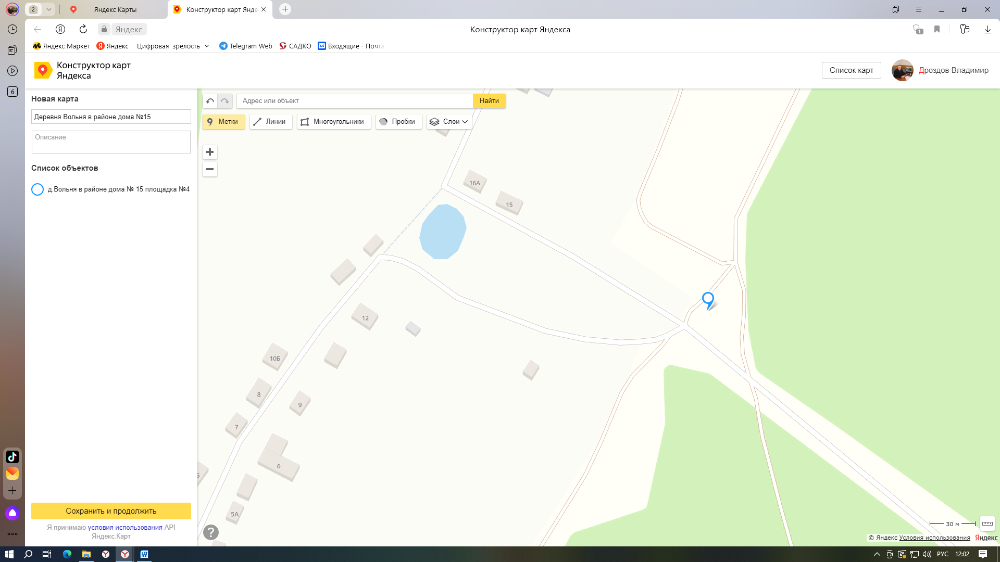 2
Яндекс Карты
Конструктор карт Янде
Яндекс
Конструктор карт Яндекса
1
Яндекс Маркет
Яндекс
Цифровая зрелость
Telegram Web
САДКО
Входящие - Почта
6
Конструктор карт
Яндекса
Список карт
Дроздов Владимир
Новая карта
Деревня Вольня в районе дома №15
Описание
Список объектов
д.Вольня в районе дома № 15 площадка №4
Адрес или объект
Найти
Метки
Линии
Многоугольники
Пробки
Слои
16А
15
12
10Б
8
9
7
6
5А
Сохранить и продолжить
Я принимаю условия использования API
Яндекс.Карт
?
30 м
© Яндекс Условия использования
Яндекс
РУС
12:02